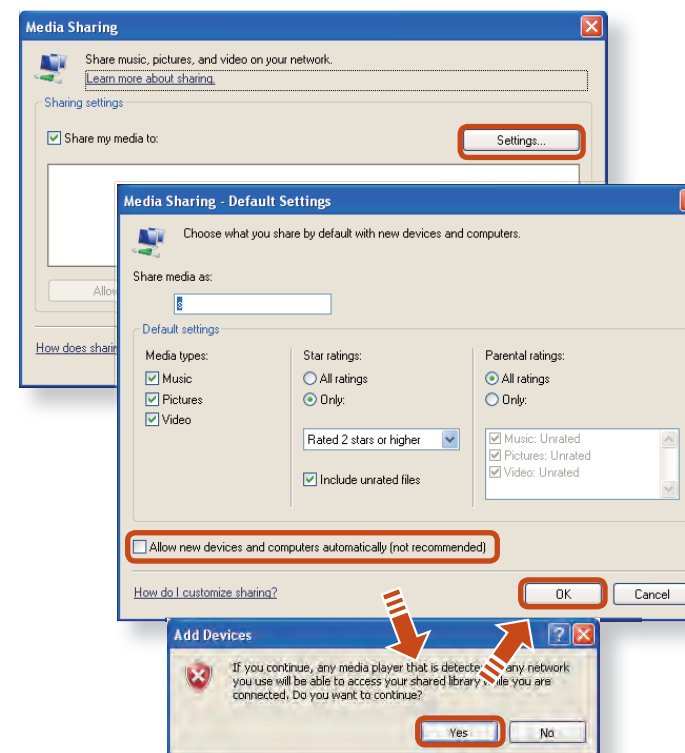 Media Sharing
Share music, pictures, and video on your network.
Learn more about sharing.
Sharing settings
Share my media to:
Settings...
Allow
How does sharin
Media Sharing - Default Settings
Choose what you share by default with new devices and computers.
Share media as:
s
Default settings
Media types:
Music
Pictures
Video
Star ratings:
All ratings
Only:
Rated 2 stars or higher
Include unrated files
Parental ratings:
All ratings
Only:
Music: Unrated
Pictures: Unrated
Video: Unrated
Allow new devices and computers automatically (not recommended)
How do I customize sharing?
OK
Cancel
Add Devices
?
If you continue, any media player that is detecte any network
you use will be able to access your shared library while you are
connected. Do you want to continue?
Yes
No